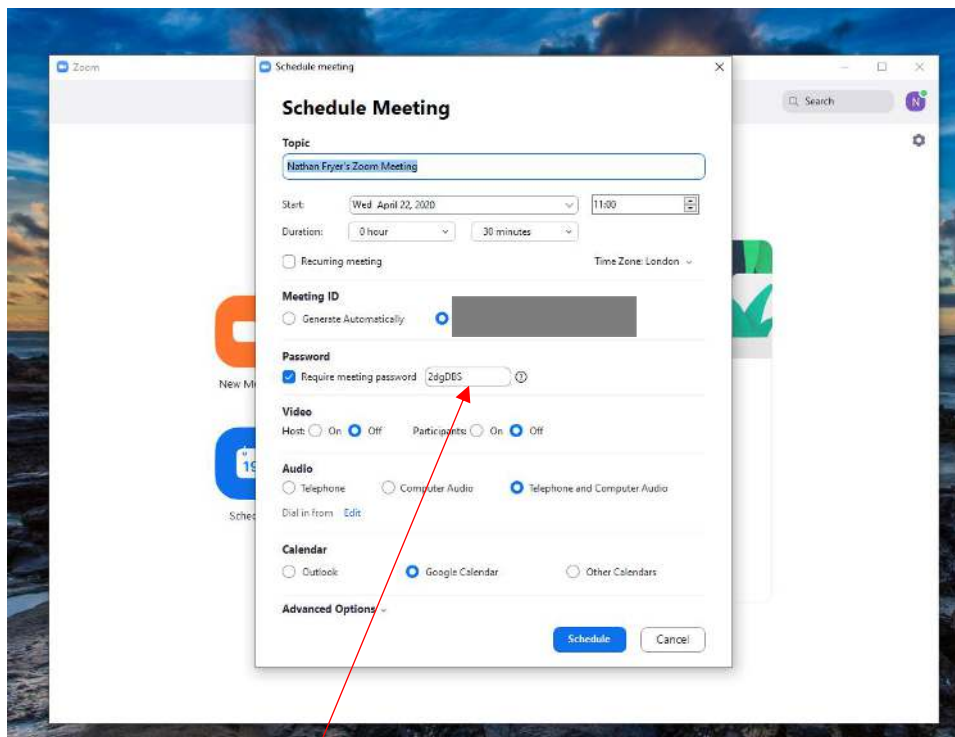 Zoom
Schedule meeting
Search
N
Schedule Meeting
Topic
Nathan Fryer's Zoom Meeting
Start: Wed April 22, 2020 11:00
Duration: 0 hour 30 minutes
Recurring meeting Time Zone: London
Meeting ID
Generate Automatically
Password
Require meeting password 2dgDBS
New M
Video
Host: On Off Participants: On Off
19
Audio
Telephone Computer Audio Telephone and Computer Audio
Sched
Dial in from Edit
Calendar
Outlook Google Calendar Other Calendars
Advanced Options
Schedule Cancel